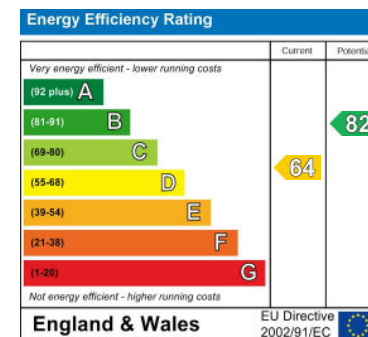 Energy Efficiency Rating
Current Potentia
Very energy efficient - lower running costs
(92 plus) A
(81-91) B
82
(69-80) C
64
(55-68) D
(39-54) E
(21-38) F
(1-20) G
Not energy efficient - higher running costs
England & Wales
EU Directive
2002/91/EC